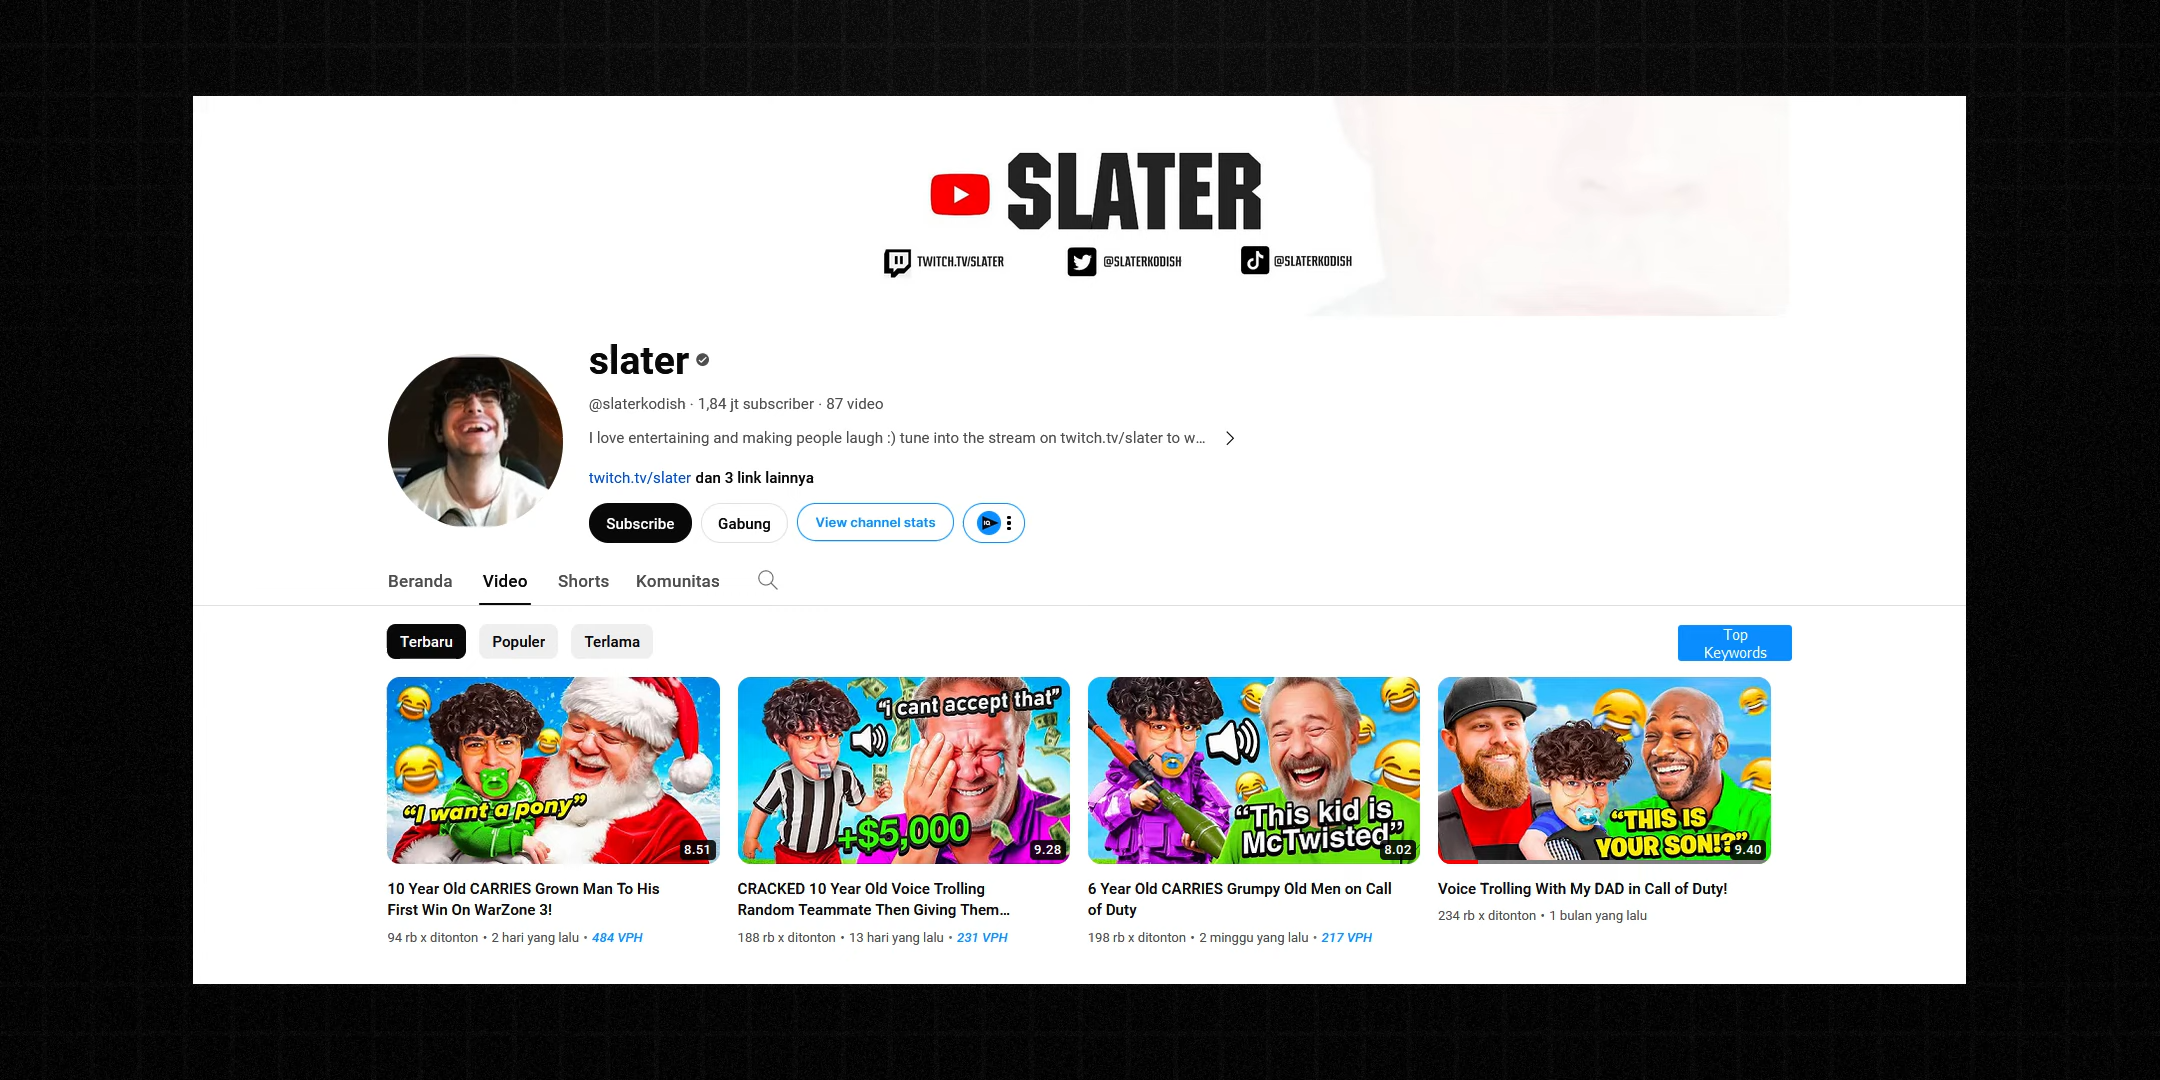 SLATER
TWITCH.TV/SLATER @SLATERKODISH @SLATERKODISH
slater
@slaterkodish · 1,84 jt subscriber · 87 video
I love entertaining and making people laugh :) tune into the stream on twitch.tv/slater to w...
twitch.tv/slater dan 3 link lainnya
Subscribe Gabung View channel stats IQ
Beranda Video Shorts Komunitas
Terbaru Populer Terlama
Top
Keywords
"I want a pony"
8.51
"i cant accept that"
+$5,000
9.28
"This kid is
McTwisted"
8.02
"THIS IS
YOUR SON!?"
9.40
10 Year Old CARRIES Grown Man To His
First Win On WarZone 3!
94 rb x ditonton • 2 hari yang lalu • 484 VPH
CRACKED 10 Year Old Voice Trolling
Random Teammate Then Giving Them...
188 rb x ditonton • 13 hari yang lalu • 231 VPH
6 Year Old CARRIES Grumpy Old Men on Call
of Duty
198 rb x ditonton • 2 minggu yang lalu • 217 VPH
Voice Trolling With My DAD in Call of Duty!
234 rb x ditonton • 1 bulan yang lalu